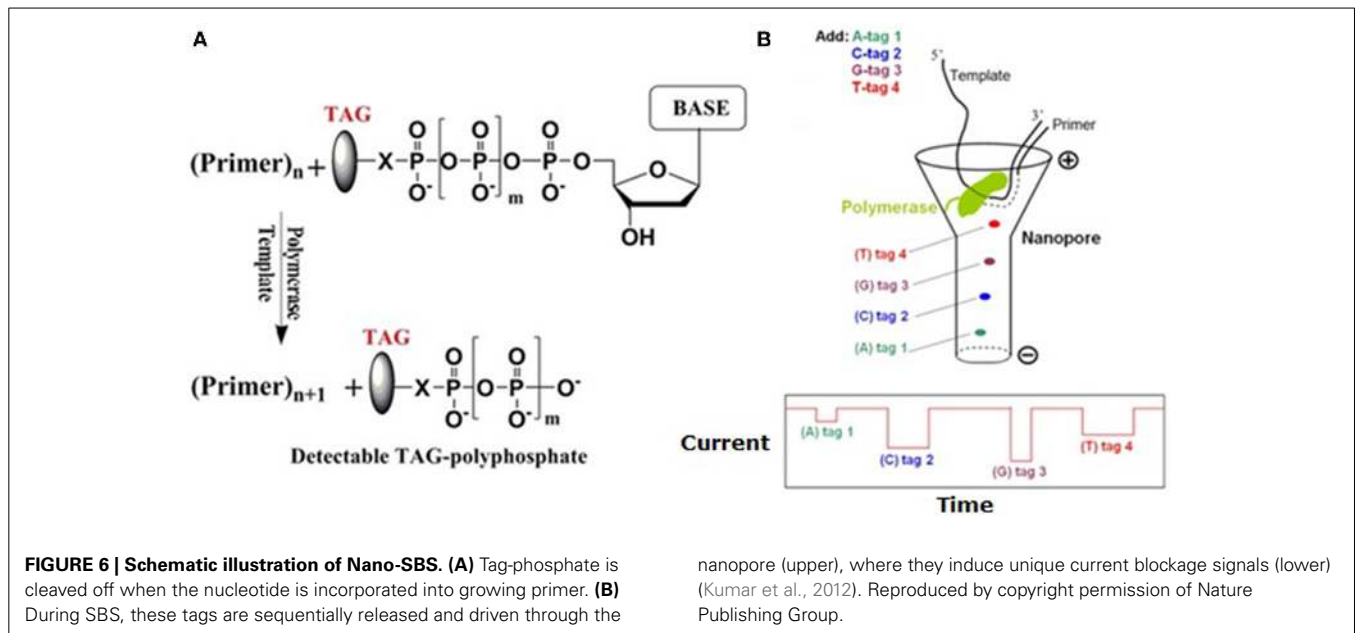 A
TAG
BASE
(Primer)n + X–P–[O–P]m–O–P–O O
O O O
O- O- O-
OH
Polymerase
Template
TAG
(Primer)n+1 + X–P–[O–P]m–O-
O O
O- O-
Detectable TAG-polyphosphate
B
Add: A-tag 1
C-tag 2
G-tag 3
T-tag 4
5'
Template
3'
Primer
+
Polymerase
Nanopore
(T) tag 4
(G) tag 3
(C) tag 2
(A) tag 1
−
Current
(A) tag 1
(C) tag 2
(G) tag 3
(T) tag 4
Time
FIGURE 6 | Schematic illustration of Nano-SBS. (A) Tag-phosphate is
cleaved off when the nucleotide is incorporated into growing primer. (B)
During SBS, these tags are sequentially released and driven through the
nanopore (upper), where they induce unique current blockage signals (lower)
(Kumar et al., 2012). Reproduced by copyright permission of Nature
Publishing Group.